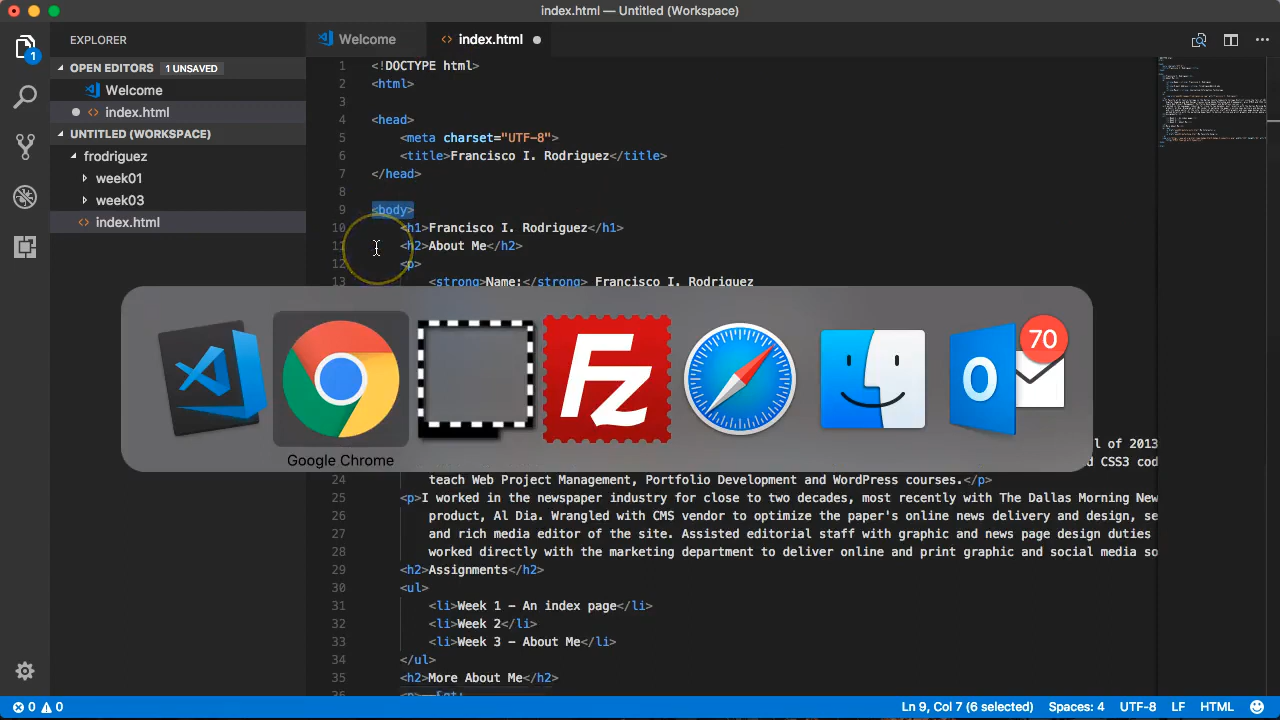 index.html — Untitled (Workspace)
EXPLORER
OPEN EDITORS 1 UNSAVED
Welcome
index.html
UNTITLED (WORKSPACE)
frodriguez
week01
week03
index.html
1
Welcome
index.html
1 <!DOCTYPE html>
2 <html>
3
4 <head>
5 <meta charset="UTF-8">
6 <title>Francisco I. Rodriguez</title>
7 </head>
8
9 <body>
10 <h1>Francisco I. Rodriguez</h1>
11 <h2>About Me</h2>
12 <p>
13 <strong>Name:</strong> Francisco I. Rodriguez
70
Google Chrome
l of 2013
CSS3 cod
24 teach Web Project Management, Portfolio Development and WordPress courses.</p>
25 <p>I worked in the newspaper industry for close to two decades, most recently with The Dallas Morning New
26 product, Al Dia. Wrangled with CMS vendor to optimize the paper's online news delivery and design, se
27 and rich media editor of the site. Assisted editorial staff with graphic and news page design duties
28 worked directly with the marketing department to deliver online and print graphic and social media so
29 <h2>Assignments</h2>
30 <ul>
31 <li>Week 1 – An index page</li>
32 <li>Week 2</li>
33 <li>Week 3 – About Me</li>
34 </ul>
35 <h2>More About Me</h2>
0 0
Ln 9, Col 7 (6 selected) Spaces: 4 UTF-8 LF HTML